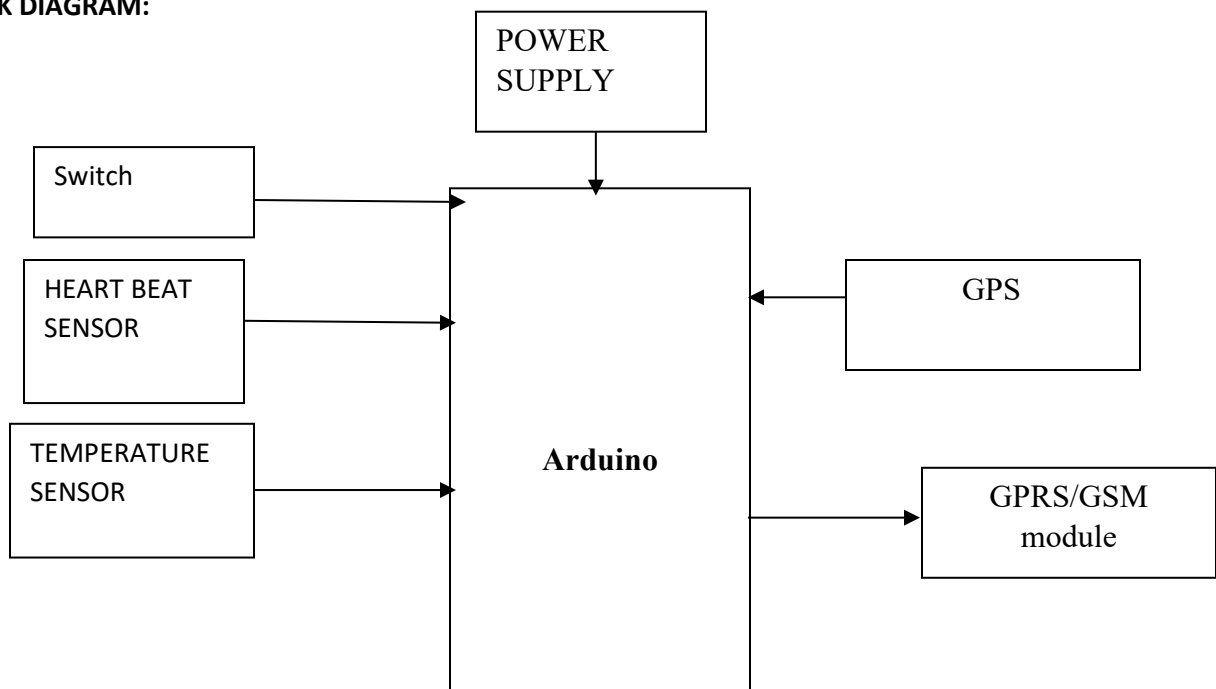 K DIAGRAM:
POWER
SUPPLY
Switch
HEART BEAT
SENSOR
GPS
TEMPERATURE
SENSOR
Arduino
GPRS/GSM
module